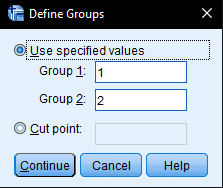 Define Groups
Use specified values
Group 1: 1
Group 2: 2
Cut point:
Continue Cancel Help